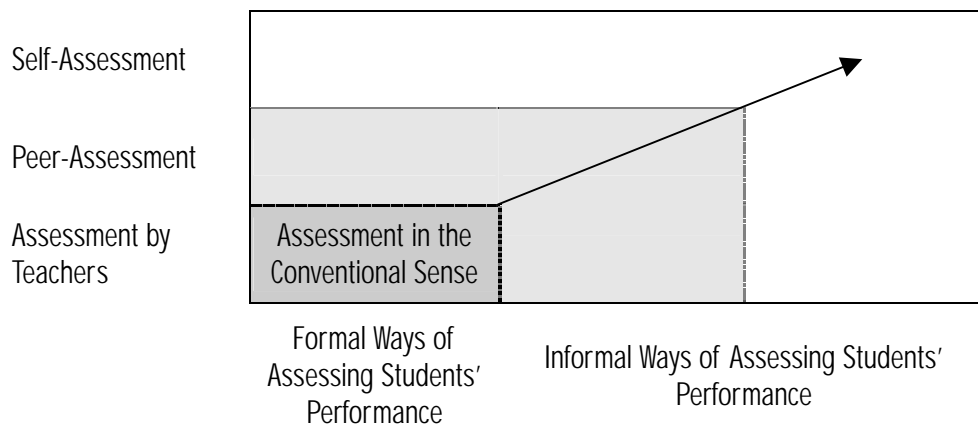 Self-Assessment
Peer-Assessment
Assessment by
Teachers
Assessment in the
Conventional Sense
Formal Ways of
Assessing Students’
Performance
Informal Ways of Assessing Students’
Performance